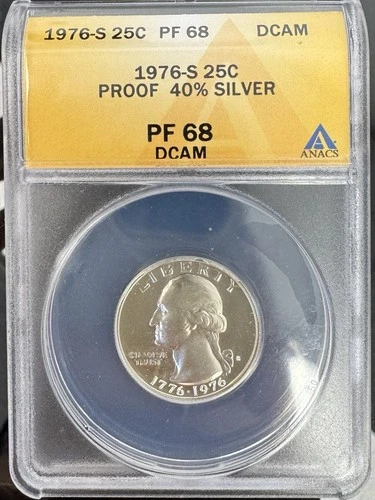 1976-S 25C PF 68 DCAM
1976-S 25C
PROOF 40% SILVER
PF 68
DCAM
ANACS
LIBERTY
IN GOD WE
TRUST
S
1776-1976